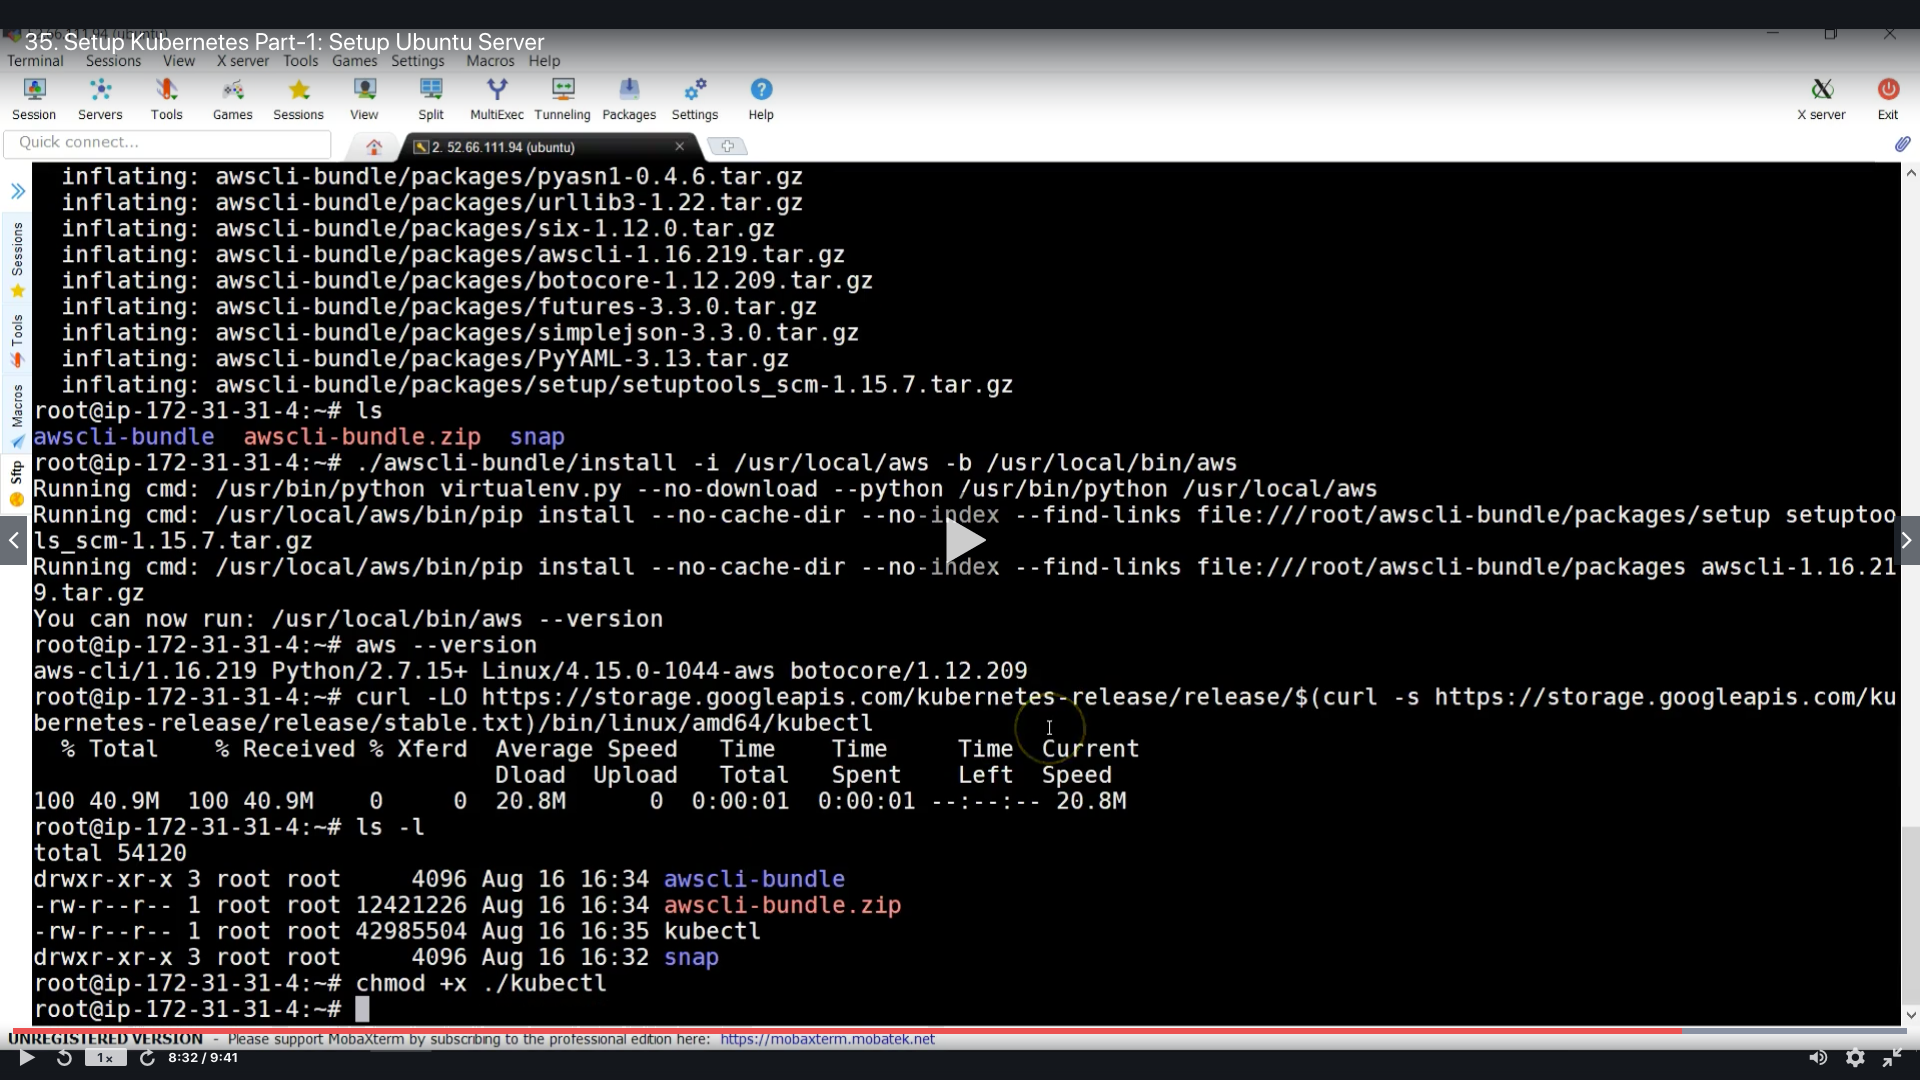 35. Setup Kubernetes Part-1: Setup Ubuntu Server
Terminal Sessions View X server Tools Games Settings Macros Help
Session Servers Tools Games Sessions View Split MultiExec Tunneling Packages Settings Help X server Exit
Quick connect...
2. 52.66.111.94 (ubuntu)
Sessions
Tools
Macros
Sftp
inflating: awscli-bundle/packages/pyasn1-0.4.6.tar.gz
inflating: awscli-bundle/packages/urllib3-1.22.tar.gz
inflating: awscli-bundle/packages/six-1.12.0.tar.gz
inflating: awscli-bundle/packages/awscli-1.16.219.tar.gz
inflating: awscli-bundle/packages/botocore-1.12.209.tar.gz
inflating: awscli-bundle/packages/futures-3.3.0.tar.gz
inflating: awscli-bundle/packages/simplejson-3.3.0.tar.gz
inflating: awscli-bundle/packages/PyYAML-3.13.tar.gz
inflating: awscli-bundle/packages/setup/setuptools_scm-1.15.7.tar.gz
root@ip-172-31-31-4:~# ls
awscli-bundle awscli-bundle.zip snap
root@ip-172-31-31-4:~# ./awscli-bundle/install -i /usr/local/aws -b /usr/local/bin/aws
Running cmd: /usr/bin/python virtualenv.py --no-download --python /usr/bin/python /usr/local/aws
Running cmd: /usr/local/aws/bin/pip install --no-cache-dir --no-index --find-links file:///root/awscli-bundle/packages/setup setuptoo
ls_scm-1.15.7.tar.gz
Running cmd: /usr/local/aws/bin/pip install --no-cache-dir --no-index --find-links file:///root/awscli-bundle/packages awscli-1.16.21
9.tar.gz
You can now run: /usr/local/bin/aws --version
root@ip-172-31-31-4:~# aws --version
aws-cli/1.16.219 Python/2.7.15+ Linux/4.15.0-1044-aws botocore/1.12.209
root@ip-172-31-31-4:~# curl -LO https://storage.googleapis.com/kubernetes-release/release/$(curl -s https://storage.googleapis.com/ku
bernetes-release/release/stable.txt)/bin/linux/amd64/kubectl
% Total % Received % Xferd Average Speed Time Time Time Current
Dload Upload Total Spent Left Speed
100 40.9M 100 40.9M 0 0 20.8M 0 0:00:01 0:00:01 --:--:-- 20.8M
root@ip-172-31-31-4:~# ls -l
total 54120
drwxr-xr-x 3 root root 4096 Aug 16 16:34 awscli-bundle
-rw-r--r-- 1 root root 12421226 Aug 16 16:34 awscli-bundle.zip
-rw-r--r-- 1 root root 42985504 Aug 16 16:35 kubectl
drwxr-xr-x 3 root root 4096 Aug 16 16:32 snap
root@ip-172-31-31-4:~# chmod +x ./kubectl
root@ip-172-31-31-4:~#
UNREGISTERED VERSION - Please support MobaXterm by subscribing to the professional edition here: https://mobaxterm.mobatek.net
1x 8:32 / 9:41